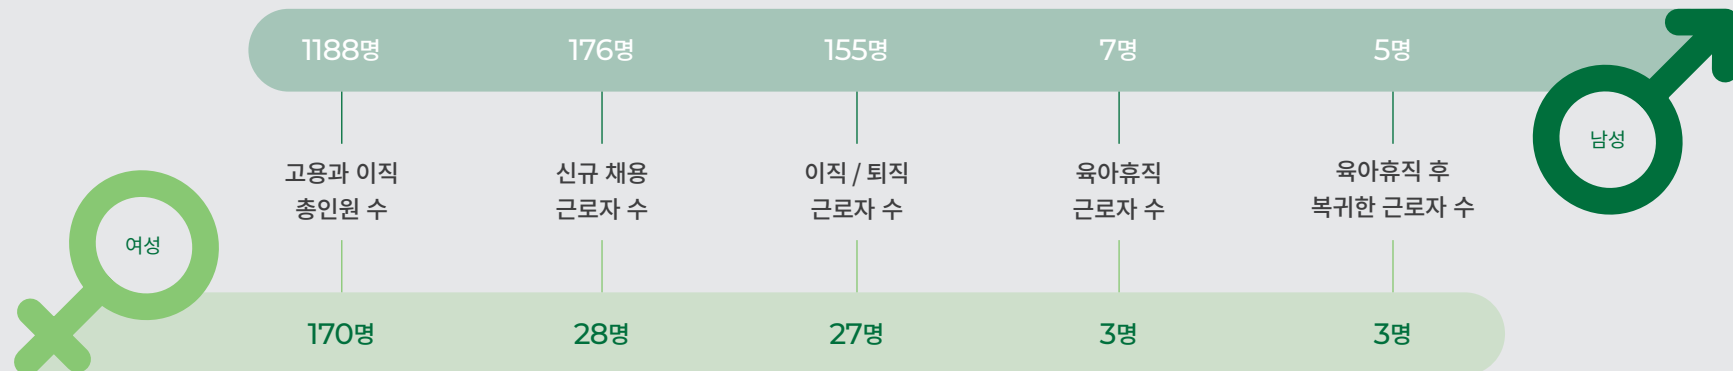 1188명 176명 155명 7명 5명
남성
고용과 이직 신규 채용 이직 / 퇴직 육아휴직 육아휴직 후
총인원 수 근로자 수 근로자 수 근로자 수 복귀한 근로자 수
여성
170명 28명 27명 3명 3명